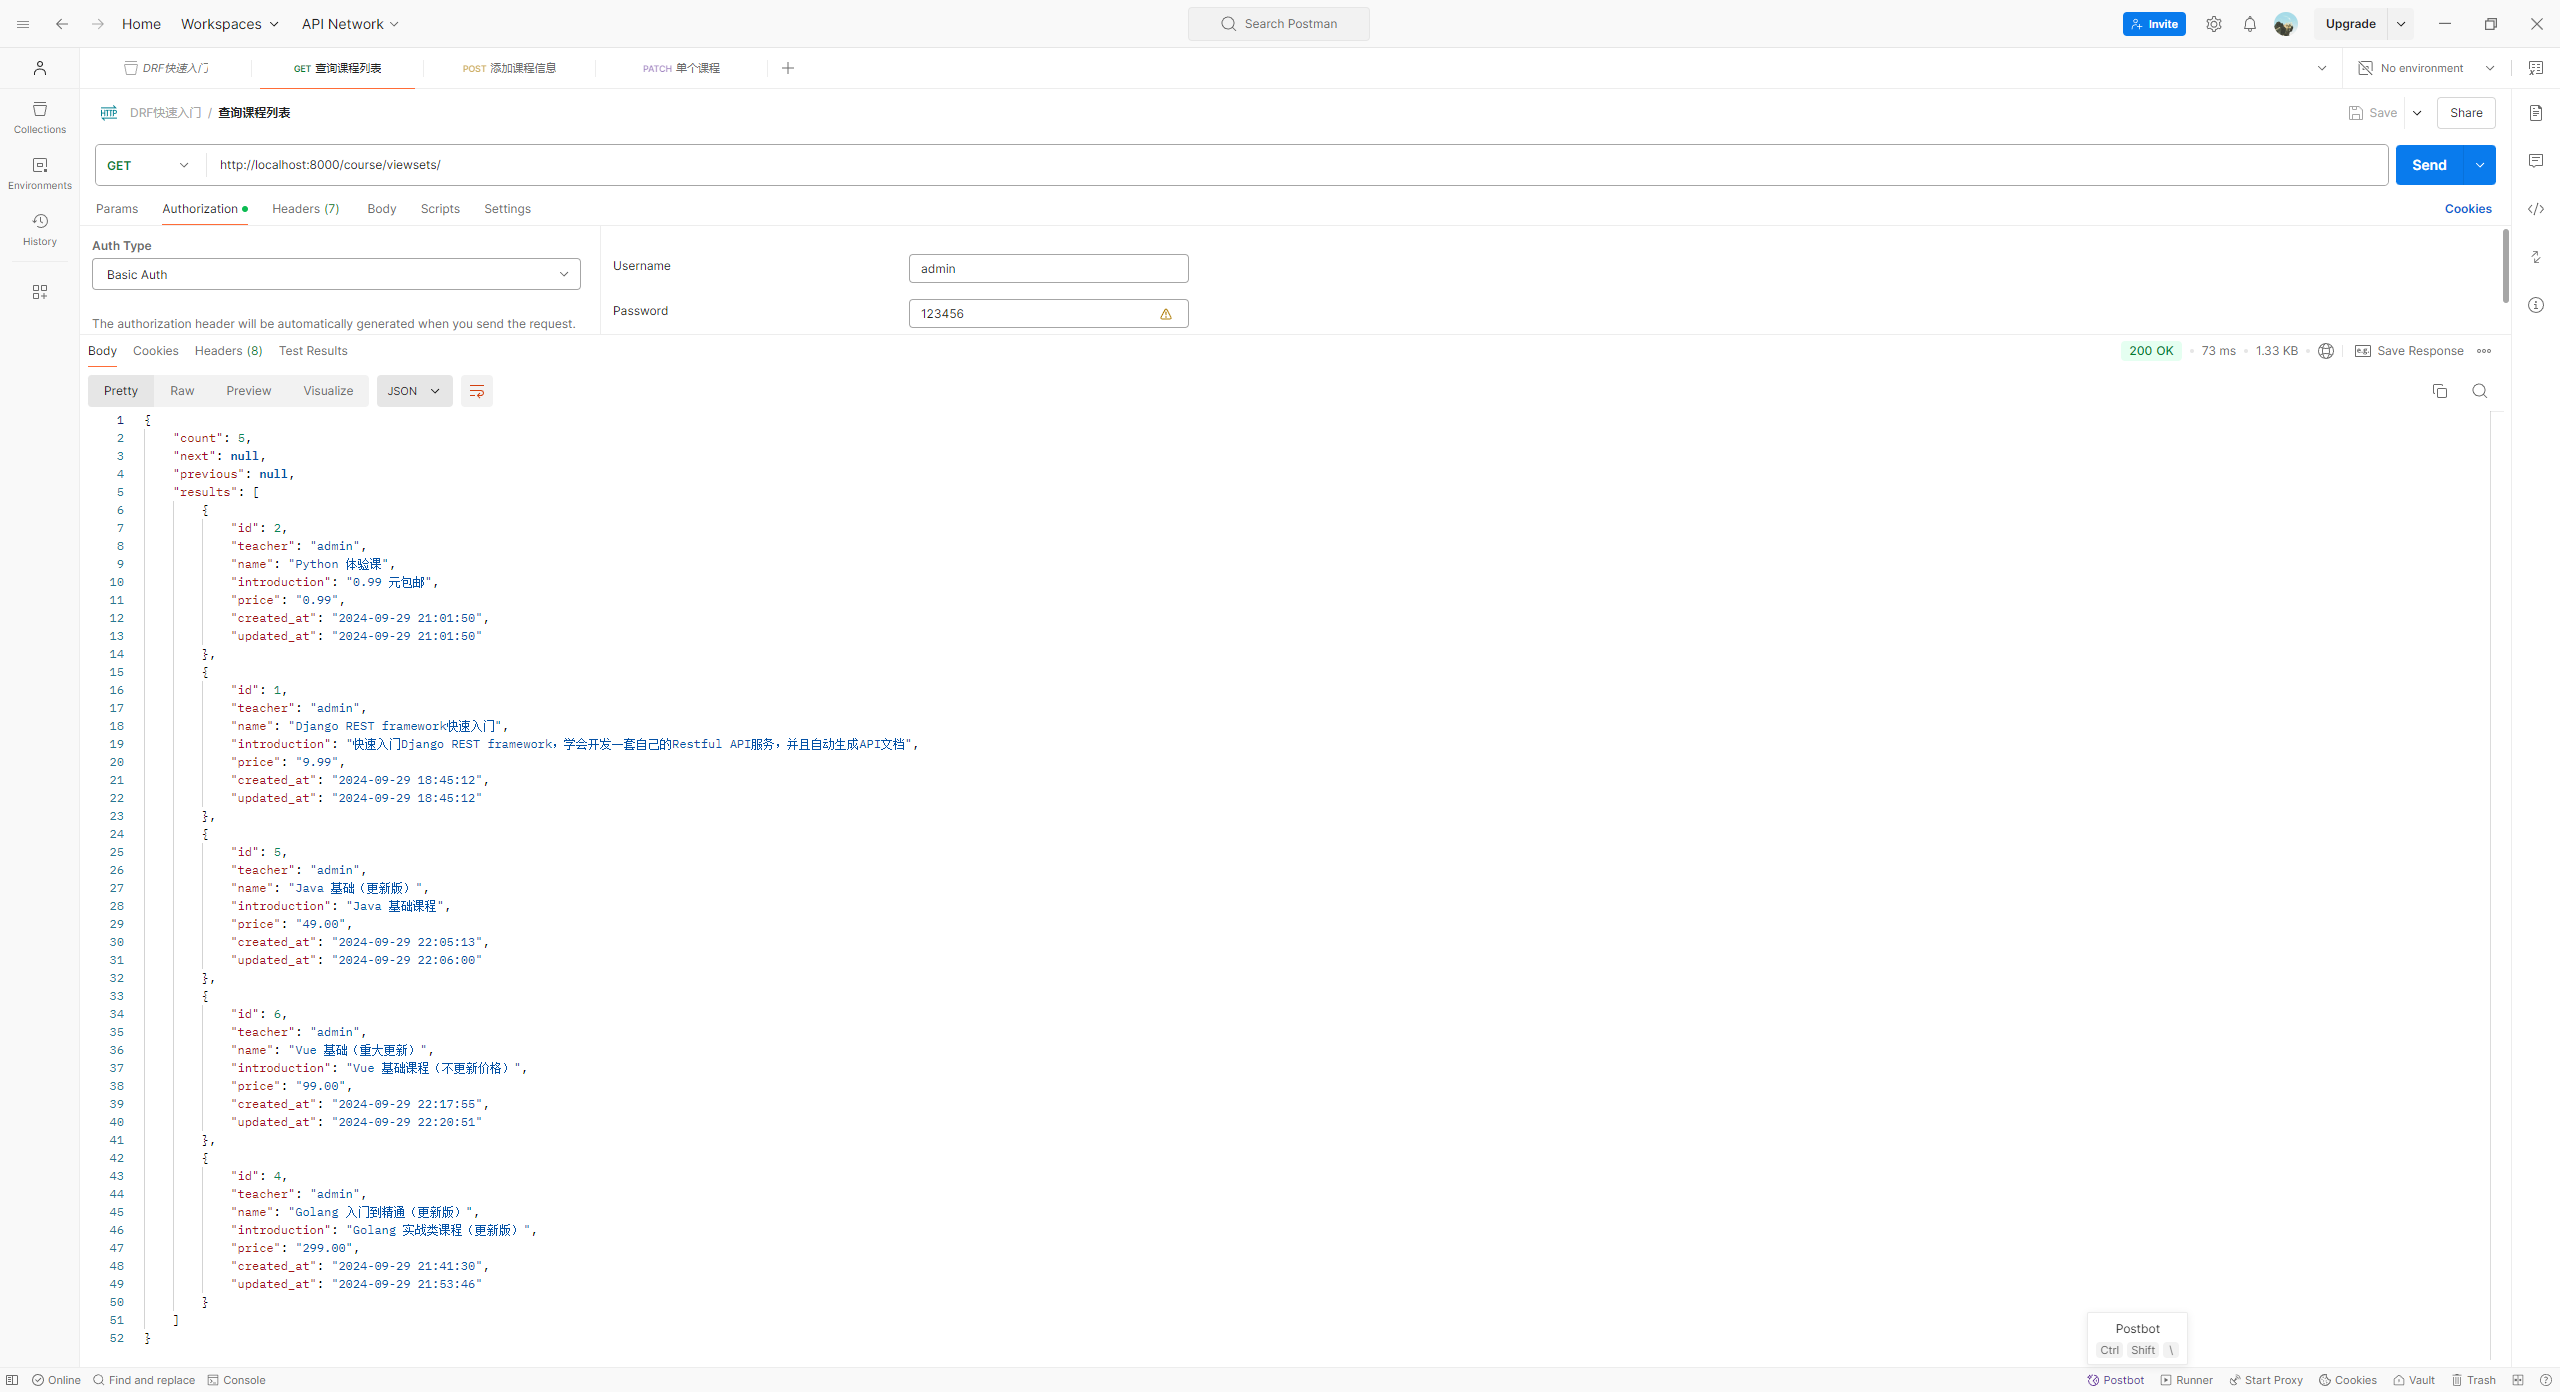 Home Workspaces API Network Search Postman Invite Upgrade
DRF快速入门 GET 查询课程列表 POST 添加课程信息 PATCH 单个课程 No environment
HTTP DRF快速入门 / 查询课程列表 Save Share
Collections
GET http://localhost:8000/course/viewsets/ Send
Environments
Params Authorization Headers (7) Body Scripts Settings Cookies
History
Auth Type
Basic Auth
Username admin
Password 123456
The authorization header will be automatically generated when you send the request.
Body Cookies Headers (8) Test Results 200 OK 73 ms 1.33 KB e.g. Save Response
Pretty Raw Preview Visualize JSON
1 {
2 "count": 5,
3 "next": null,
4 "previous": null,
5 "results": [
6 {
7 "id": 2,
8 "teacher": "admin",
9 "name": "Python 体验课",
10 "introduction": "0.99 元包邮",
11 "price": "0.99",
12 "created_at": "2024-09-29 21:01:50",
13 "updated_at": "2024-09-29 21:01:50"
14 },
15 {
16 "id": 1,
17 "teacher": "admin",
18 "name": "Django REST framework快速入门",
19 "introduction": "快速入门Django REST framework，学会开发一套自己的Restful API服务，并且自动生成API文档",
20 "price": "9.99",
21 "created_at": "2024-09-29 18:45:12",
22 "updated_at": "2024-09-29 18:45:12"
23 },
24 {
25 "id": 5,
26 "teacher": "admin",
27 "name": "Java 基础（更新版）",
28 "introduction": "Java 基础课程",
29 "price": "49.00",
30 "created_at": "2024-09-29 22:05:13",
31 "updated_at": "2024-09-29 22:06:00"
32 },
33 {
34 "id": 6,
35 "teacher": "admin",
36 "name": "Vue 基础（重大更新）",
37 "introduction": "Vue 基础课程（不更新价格）",
38 "price": "99.00",
39 "created_at": "2024-09-29 22:17:55",
40 "updated_at": "2024-09-29 22:20:51"
41 },
42 {
43 "id": 4,
44 "teacher": "admin",
45 "name": "Golang 入门到精通（更新版）",
46 "introduction": "Golang 实战类课程（更新版）",
47 "price": "299.00",
48 "created_at": "2024-09-29 21:41:30",
49 "updated_at": "2024-09-29 21:53:46"
50 }
51 ]
52 }
Postbot
Ctrl Shift \
Online Find and replace Console Postbot Runner Start Proxy Cookies Vault Trash